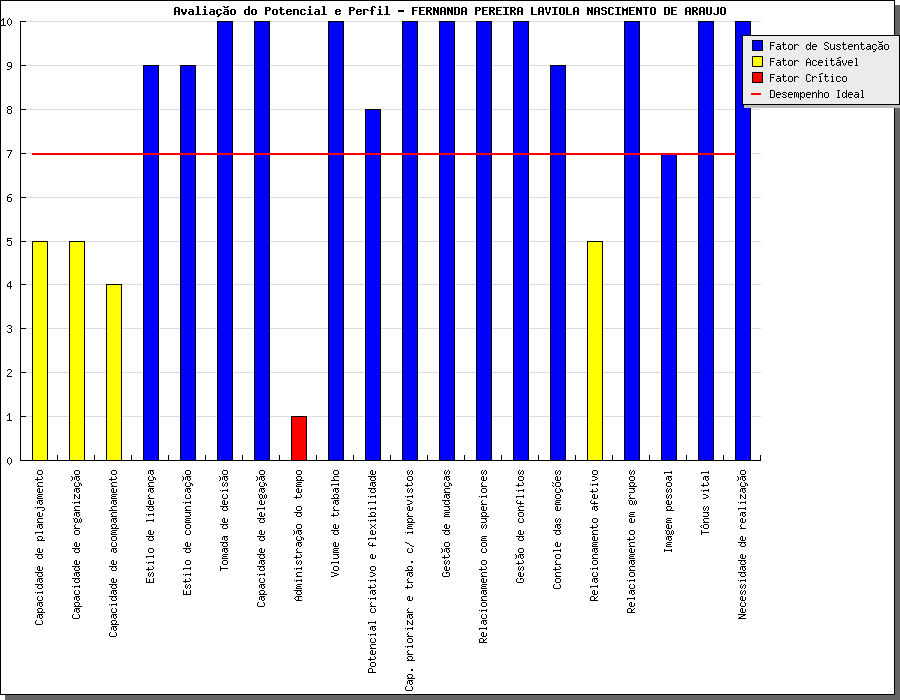 Avaliação do Potencial e Perfil - FERNANDA PEREIRA LAVIOLA NASCIMENTO DE ARAUJO
Fator de Sustentação
Fator Aceitável
Fator Crítico
Desempenho Ideal
10
9
8
7
6
5
4
3
2
1
0
Capacidade de planejamento
Capacidade de organização
Capacidade de acompanhamento
Estilo de liderança
Estilo de comunicação
Tomada de decisão
Capacidade de delegação
Administração do tempo
Volume de trabalho
Potencial criativo e flexibilidade
Cap. priorizar e trab. c/ imprevistos
Gestão de mudanças
Relacionamento com superiores
Gestão de conflitos
Controle das emoções
Relacionamento afetivo
Relacionamento em grupos
Imagem pessoal
Tônus vital
Necessidade de realização